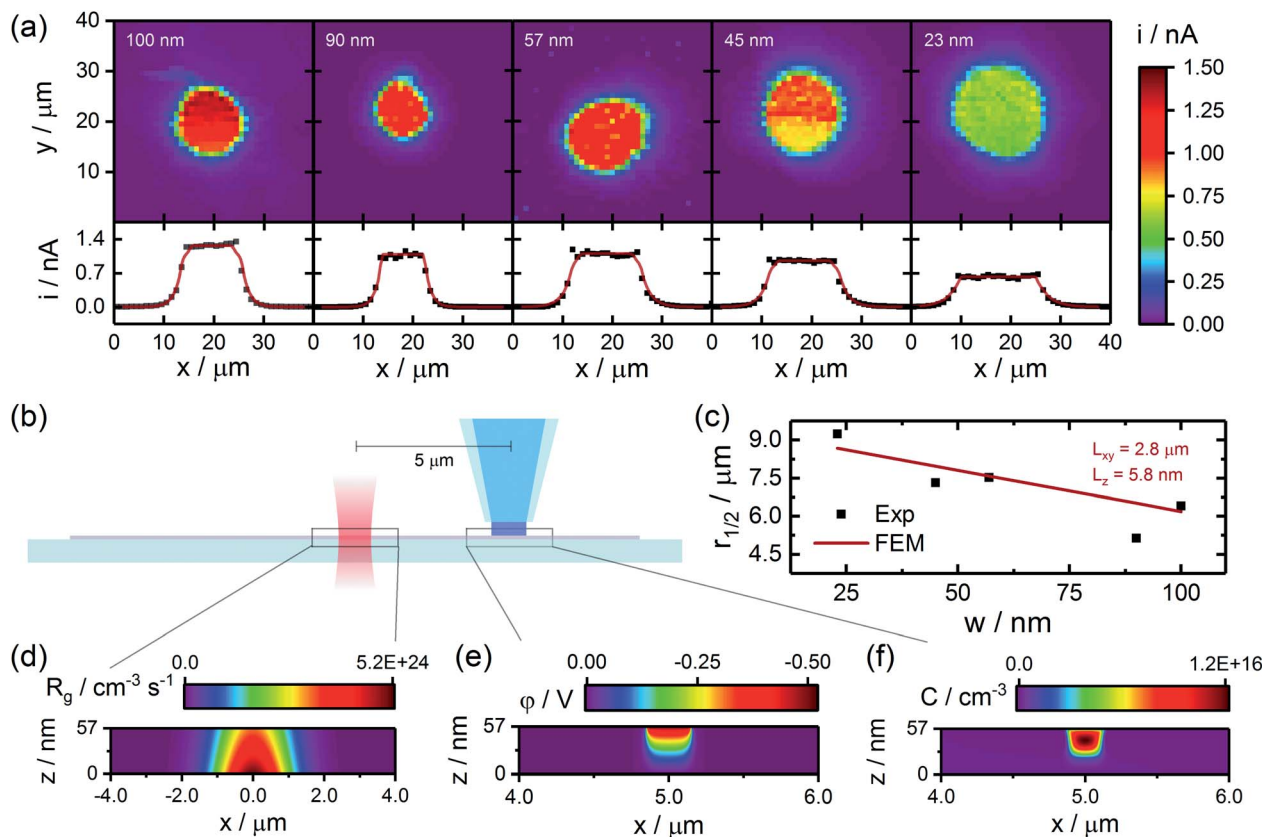 (a)
100 nm 90 nm 57 nm 45 nm 23 nm
i / nA
40
30
20
10
y / μm
1.50
1.25
1.00
0.75
0.50
0.25
0.00
1.4
0.7
0.0
i / nA
0 10 20 30 0 10 20 30 0 10 20 30 0 10 20 30 0 10 20 30 40
x / μm x / μm x / μm x / μm x / μm
(b)
5 μm
(c)
9.0
7.5
6.0
4.5
r1/2 / μm
Lxy = 2.8 μm
Lz = 5.8 nm
Exp
FEM
25 50 75 100
w / nm
(d)
0.0 5.2E+24
Rg / cm-3 s-1
57
0
z / nm
-4.0 -2.0 0.0 2.0 4.0
x / μm
(e)
0.00 -0.25 -0.50
φ / V
57
0
z / nm
4.0 5.0 6.0
x / μm
(f)
0.0 1.2E+16
C / cm-3
57
0
z / nm
4.0 5.0 6.0
x / μm